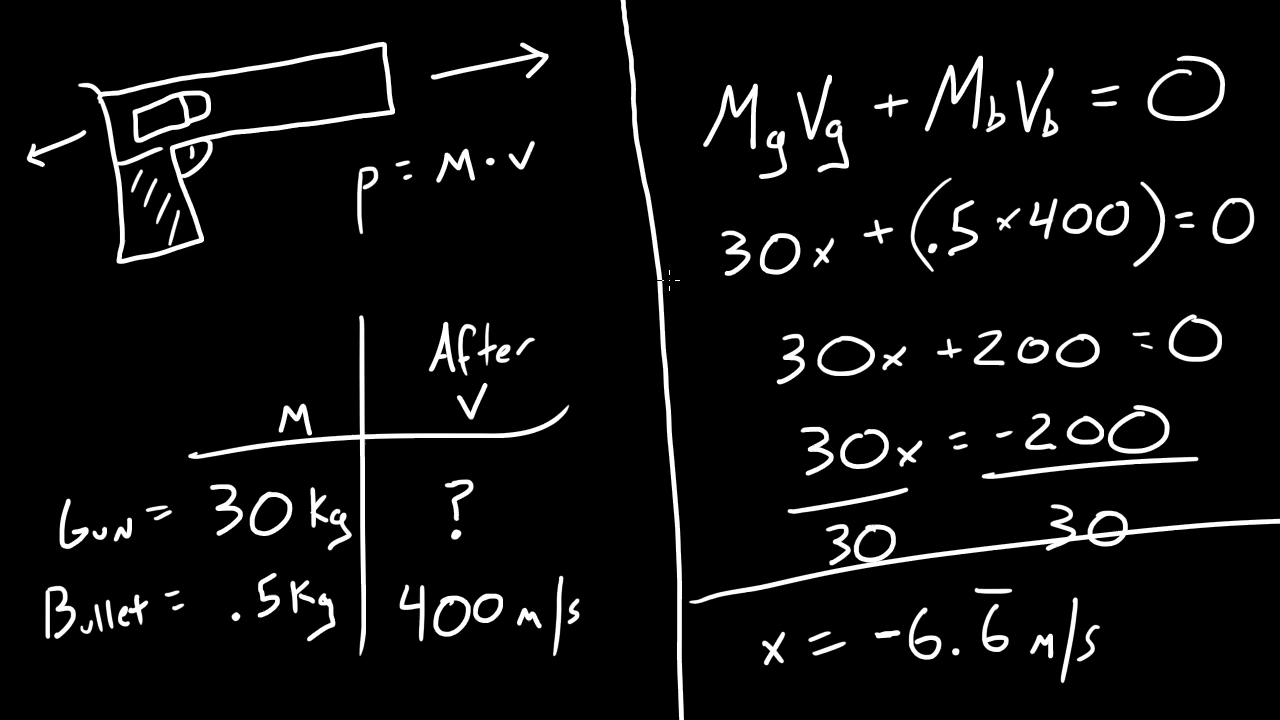 p = M · V
After
M V
Gun = 30 Kg ?
Bullet = .5 Kg 400 m/s
MgVg + MbVb = 0
30x + (.5 × 400) = 0
30x + 200 = 0
30x = -200
30 30
x = -6.6̅ m/s